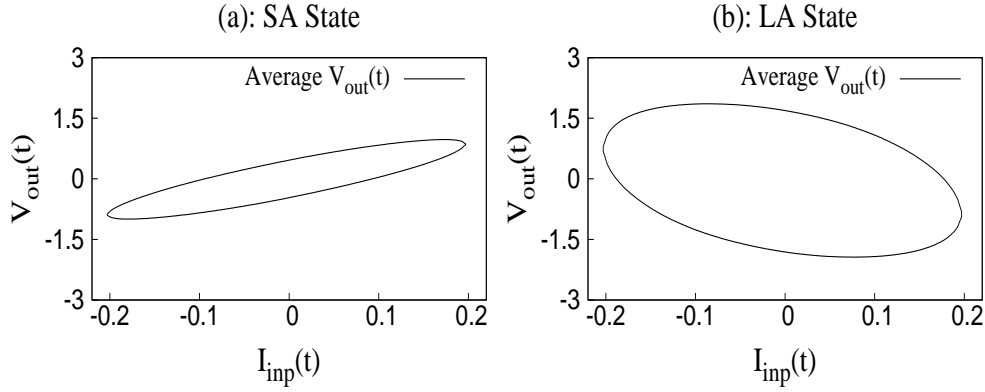 (a): SA State
3
1.5
0
-1.5
-3
-0.2 -0.1 0 0.1 0.2
V_out(t)
I_inp(t)
Average V_out(t)
(b): LA State
3
1.5
0
-1.5
-3
-0.2 -0.1 0 0.1 0.2
V_out(t)
I_inp(t)
Average V_out(t)